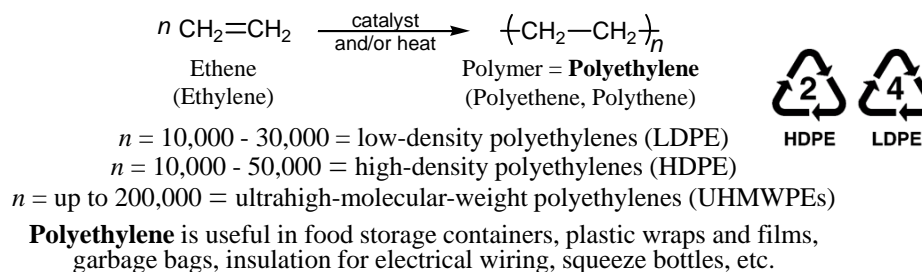 n CH₂=CH₂ catalyst and/or heat -(CH₂—CH₂)-n
Ethene
(Ethylene)
Polymer = Polyethylene
(Polyethene, Polythene)
2
HDPE
4
LDPE
n = 10,000 - 30,000 = low-density polyethylenes (LDPE)
n = 10,000 - 50,000 = high-density polyethylenes (HDPE)
n = up to 200,000 = ultrahigh-molecular-weight polyethylenes (UHMWPEs)
Polyethylene is useful in food storage containers, plastic wraps and films,
garbage bags, insulation for electrical wiring, squeeze bottles, etc.